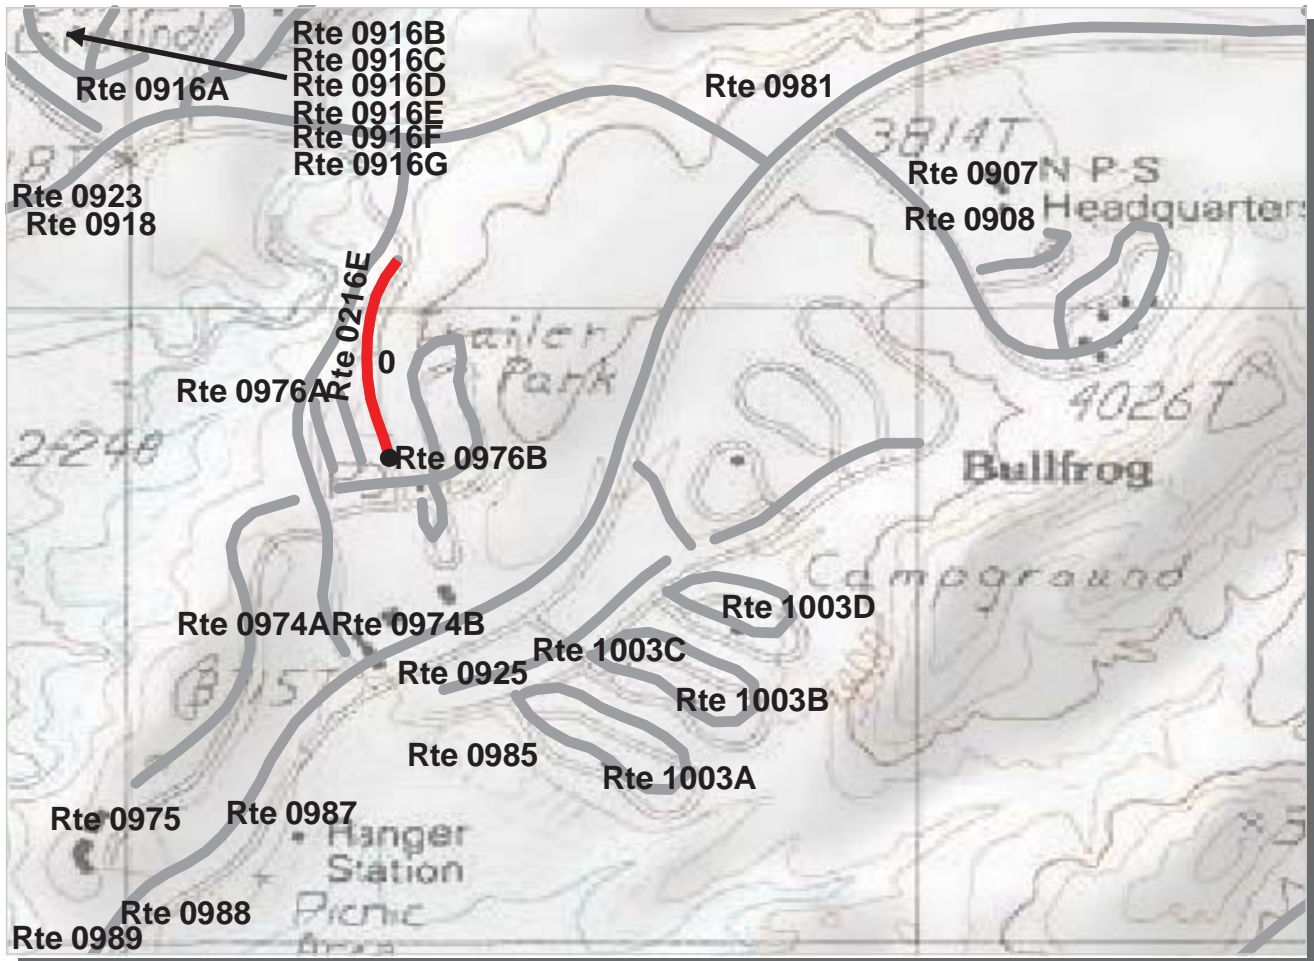 Rte 0916B
Rte 0916C
Rte 0916D
Rte 0916E
Rte 0916F
Rte 0916G
Rte 0916A
Rte 0981
3814T
Rte 0907
N-P-S
Headquarters
Rte 0908
Rte 0923
Rte 0918
Rte 0216E
0
Trailer
Park
Rte 0976A
Rte 0976B
4026T
Bullfrog
Campground
Rte 1003D
Rte 0974A
Rte 0974B
Rte 1003C
Rte 0925
Rte 1003B
Rte 0985
Rte 1003A
Rte 0975
Rte 0987
Ranger
Station
Picnic
Area
Rte 0988
Rte 0989